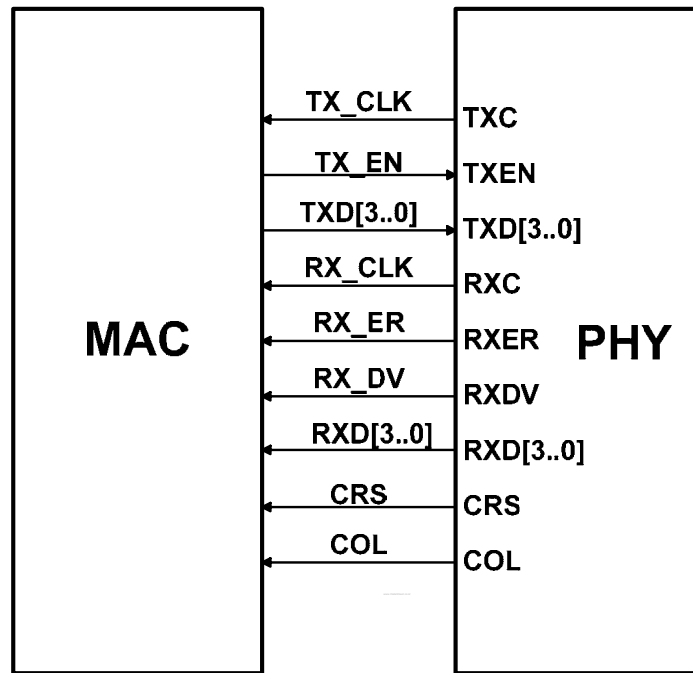 TX_CLK TXC
TX_EN TXEN
TXD[3..0] TXD[3..0]
RX_CLK RXC
RX_ER RXER
MAC PHY
RX_DV RXDV
RXD[3..0] RXD[3..0]
CRS CRS
COL COL